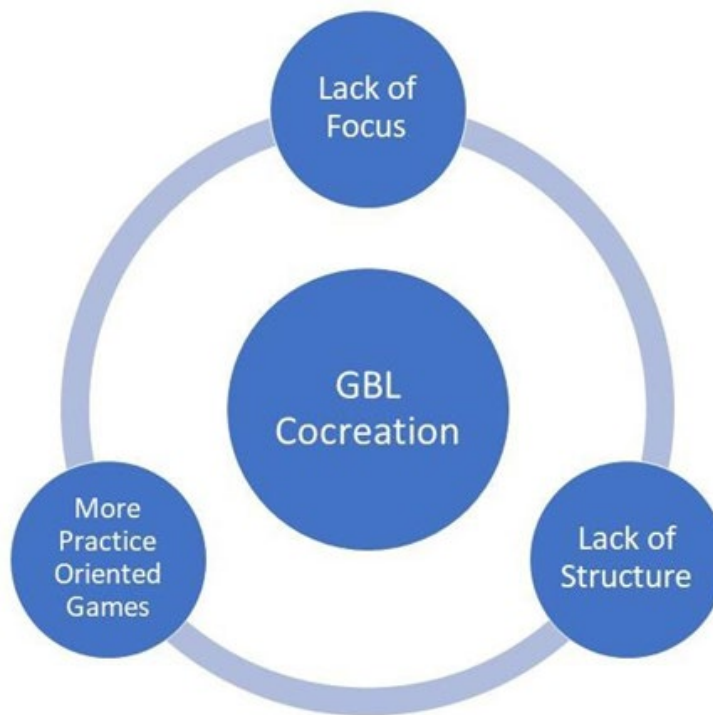 Lack of
Focus
GBL
Cocreation
More
Practice
Oriented
Games
Lack of
Structure